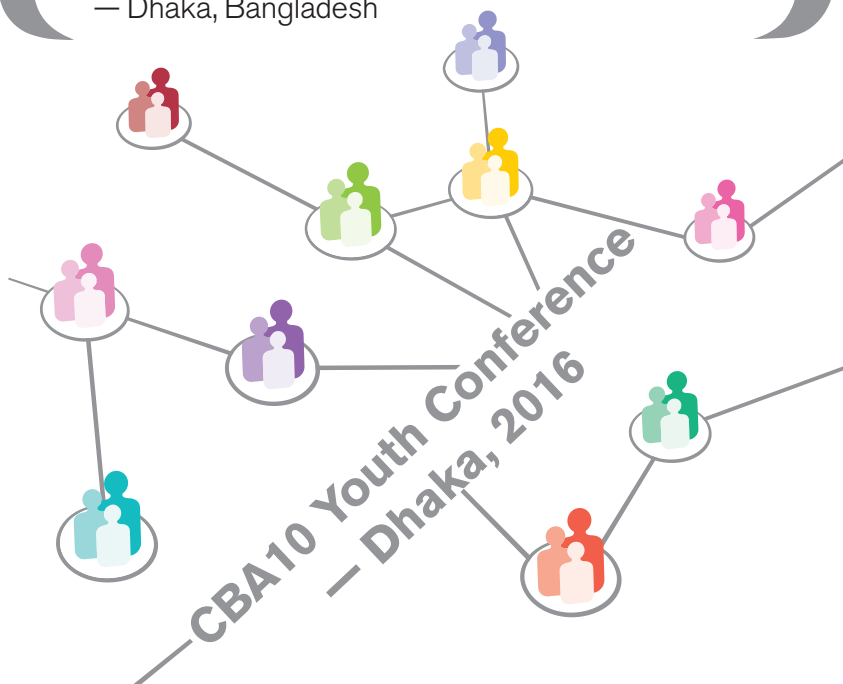 — Dhaka, Bangladesh
CBA10 Youth Conference
— Dhaka, 2016